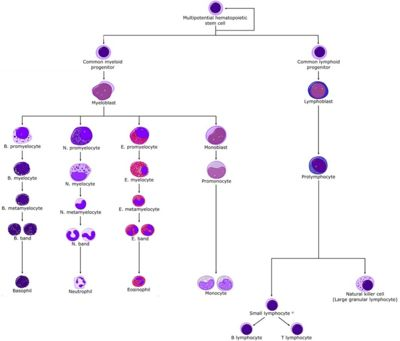 Multipotential hematopoietic
stem cell
Common myeloid
progenitor
Common lymphoid
progenitor
Myeloblast
Lymphoblast
B. promyelocyte
N. promyelocyte
E. promyelocyte
Monoblast
B. myelocyte
N. myelocyte
E. myelocyte
Promonocyte
Prolymphocyte
B. metamyelocyte
N. metamyelocyte
E. metamyelocyte
B. band
N. band
E. band
Basophil
Neutrophil
Eosinophil
Monocyte
Small lymphocyte
Natural killer cell
(Large granular lymphocyte)
B lymphocyte
T lymphocyte